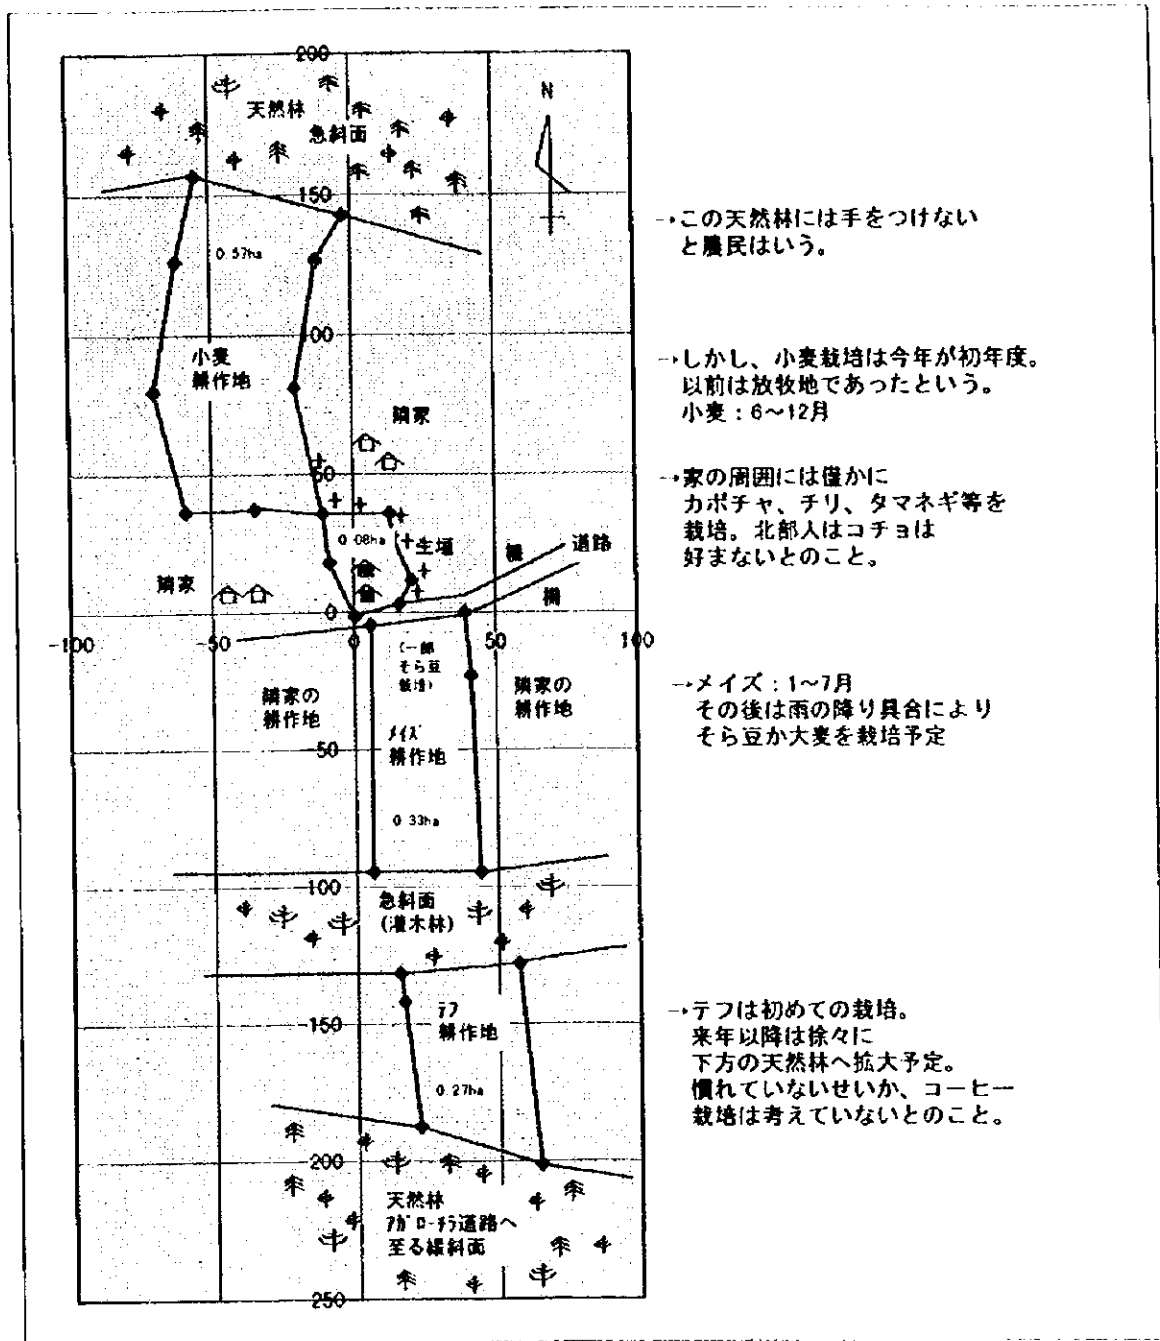 200
天然林
急斜面
N
150
0.57ha
→この天然林には手をつけない
と農民はいう。
100
小麦
耕作地
→しかし、小麦栽培は今年が初年度。
以前は放牧地であったという。
小麦：6〜12月
隣家
50
→家の周囲には僅かに
カボチャ、チリ、タマネギ等を
栽培。北部人はコチョは
好まないとのこと。
0.08ha
生垣
柵
道路
隣家
柵
0
-100
-50
0
50
100
(一部
そら豆
栽培)
隣家の
耕作地
隣家の
耕作地
→メイズ：1〜7月
その後は雨の降り具合により
そら豆か大麦を栽培予定
メイズ
耕作地
-50
0.33ha
-100
急斜面
(灌木林)
テフ
耕作地
-150
→テフは初めての栽培。
来年以降は徐々に
下方の天然林へ拡大予定。
慣れていないせいか、コーヒー
栽培は考えていないとのこと。
0.27ha
-200
天然林
ｱｶﾞﾛ-ﾁﾗ道路へ
至る緩斜面
-250